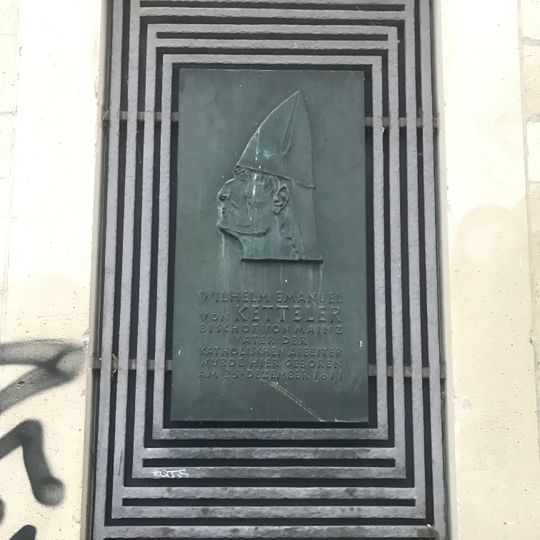 WILHELM EMANUEL
VON KETTELER
BISCHOF VON MAINZ
VATER DER
KATHOLISCHEN ARBEITER
WURDE HIER GEBOREN
AM 25. DEZEMBER 1811